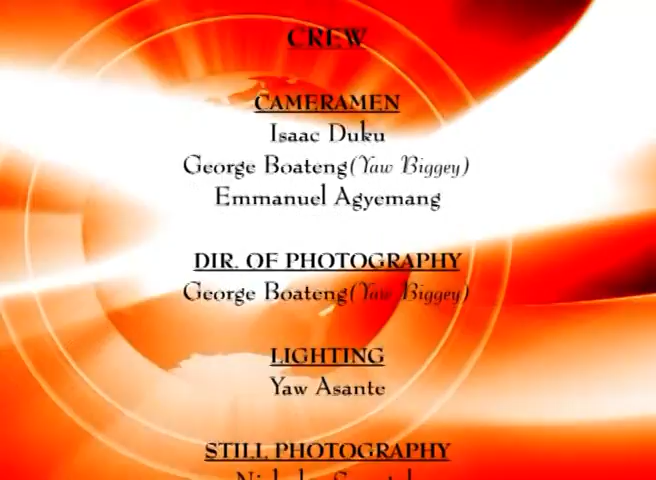 CREW
CAMERAMEN
Isaac Duku
George Boateng(Yaw Biggey)
Emmanuel Agyemang
DIR. OF PHOTOGRAPHY
George Boateng(Yaw Biggey)
LIGHTING
Yaw Asante
STILL PHOTOGRAPHY